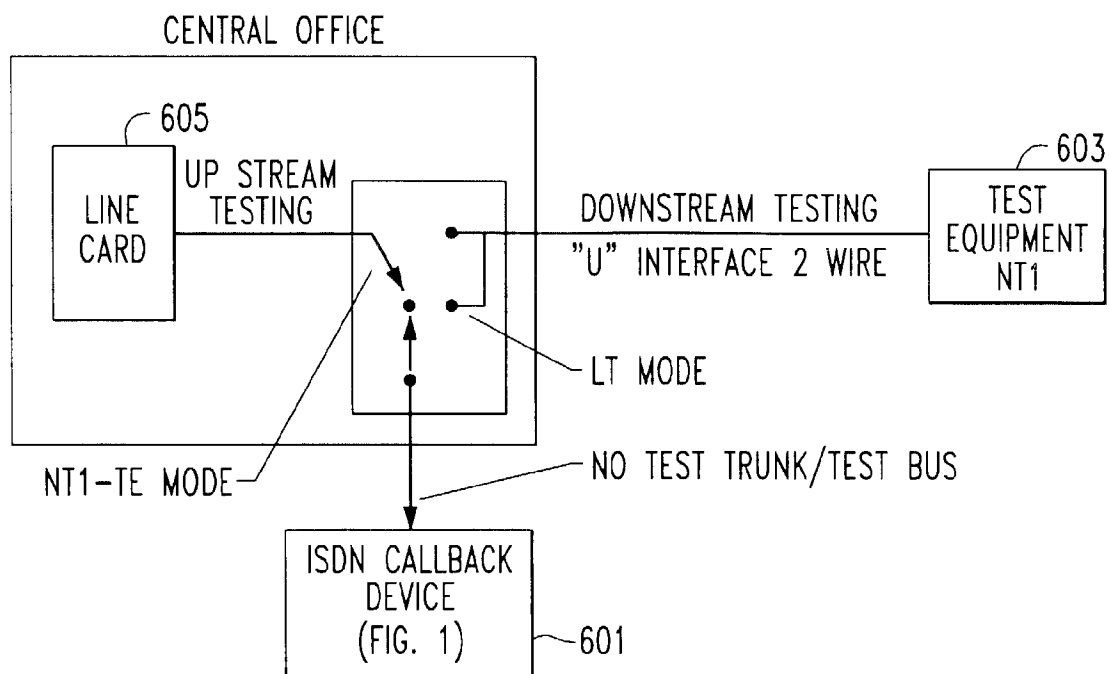 CENTRAL OFFICE
605
LINE
CARD
UP STREAM
TESTING
DOWNSTREAM TESTING
"U" INTERFACE 2 WIRE
603
TEST
EQUIPMENT
NT1
LT MODE
NT1-TE MODE
NO TEST TRUNK/TEST BUS
ISDN CALLBACK
DEVICE
(FIG. 1)
601